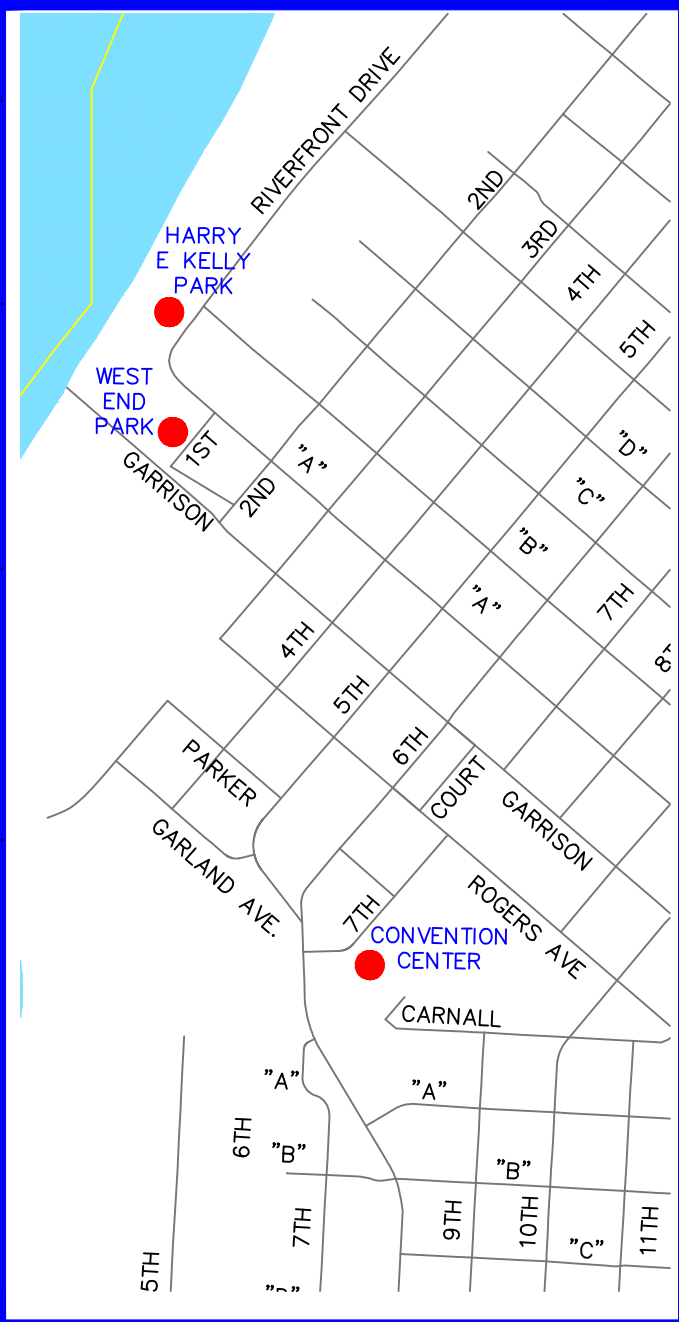 RIVERFRONT DRIVE
2ND
HARRY
E KELLY
PARK
3RD
4TH
5TH
WEST
END
PARK
1ST
GARRISON
2ND
"A"
"D"
"C"
"B"
"A"
7TH
4TH
5TH
6TH
PARKER
COURT
GARRISON
GARLAND AVE.
7TH
ROGERS AVE
CONVENTION
CENTER
CARNALL
"A"
"A"
6TH
"B"
"B"
7TH
9TH
10TH
"C"
11TH
5TH